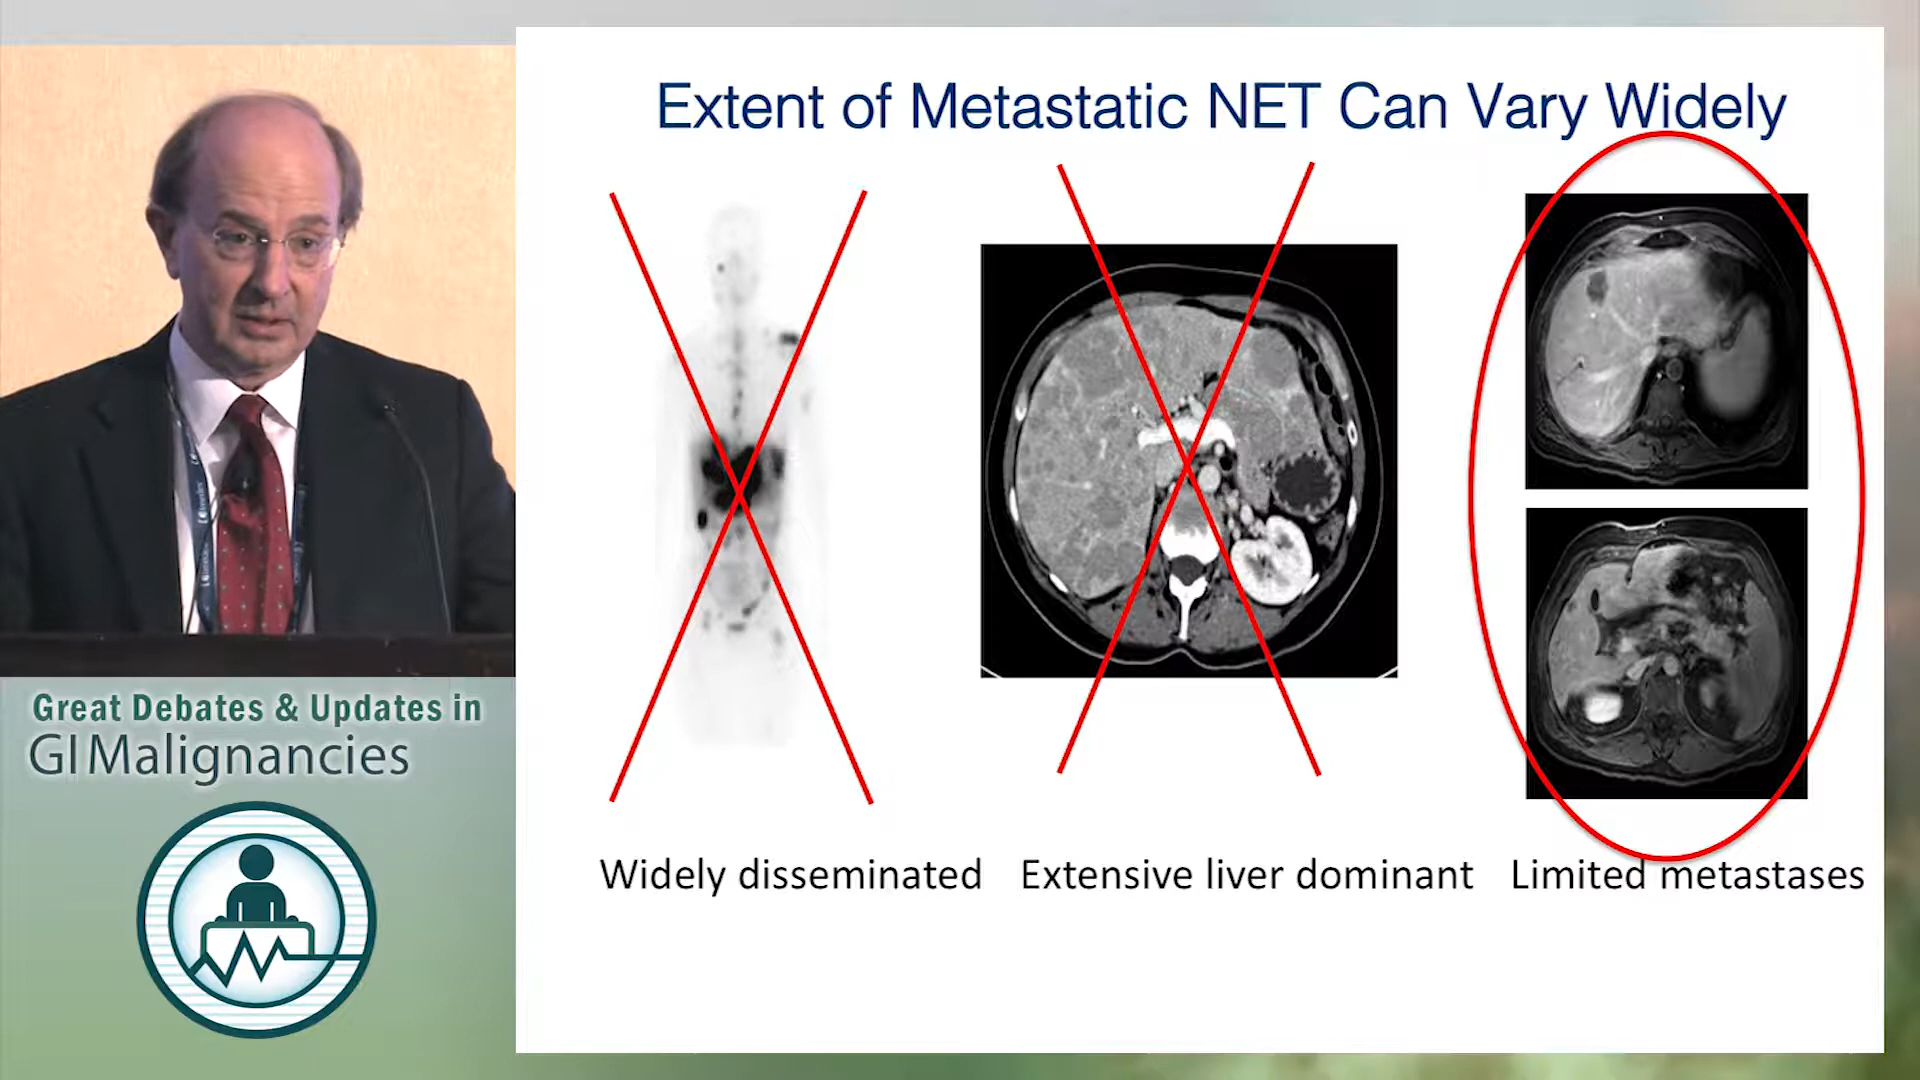 Extent of Metastatic NET Can Vary Widely
Widely disseminated
Extensive liver dominant
Limited metastases
Great Debates & Updates in
GI Malignancies